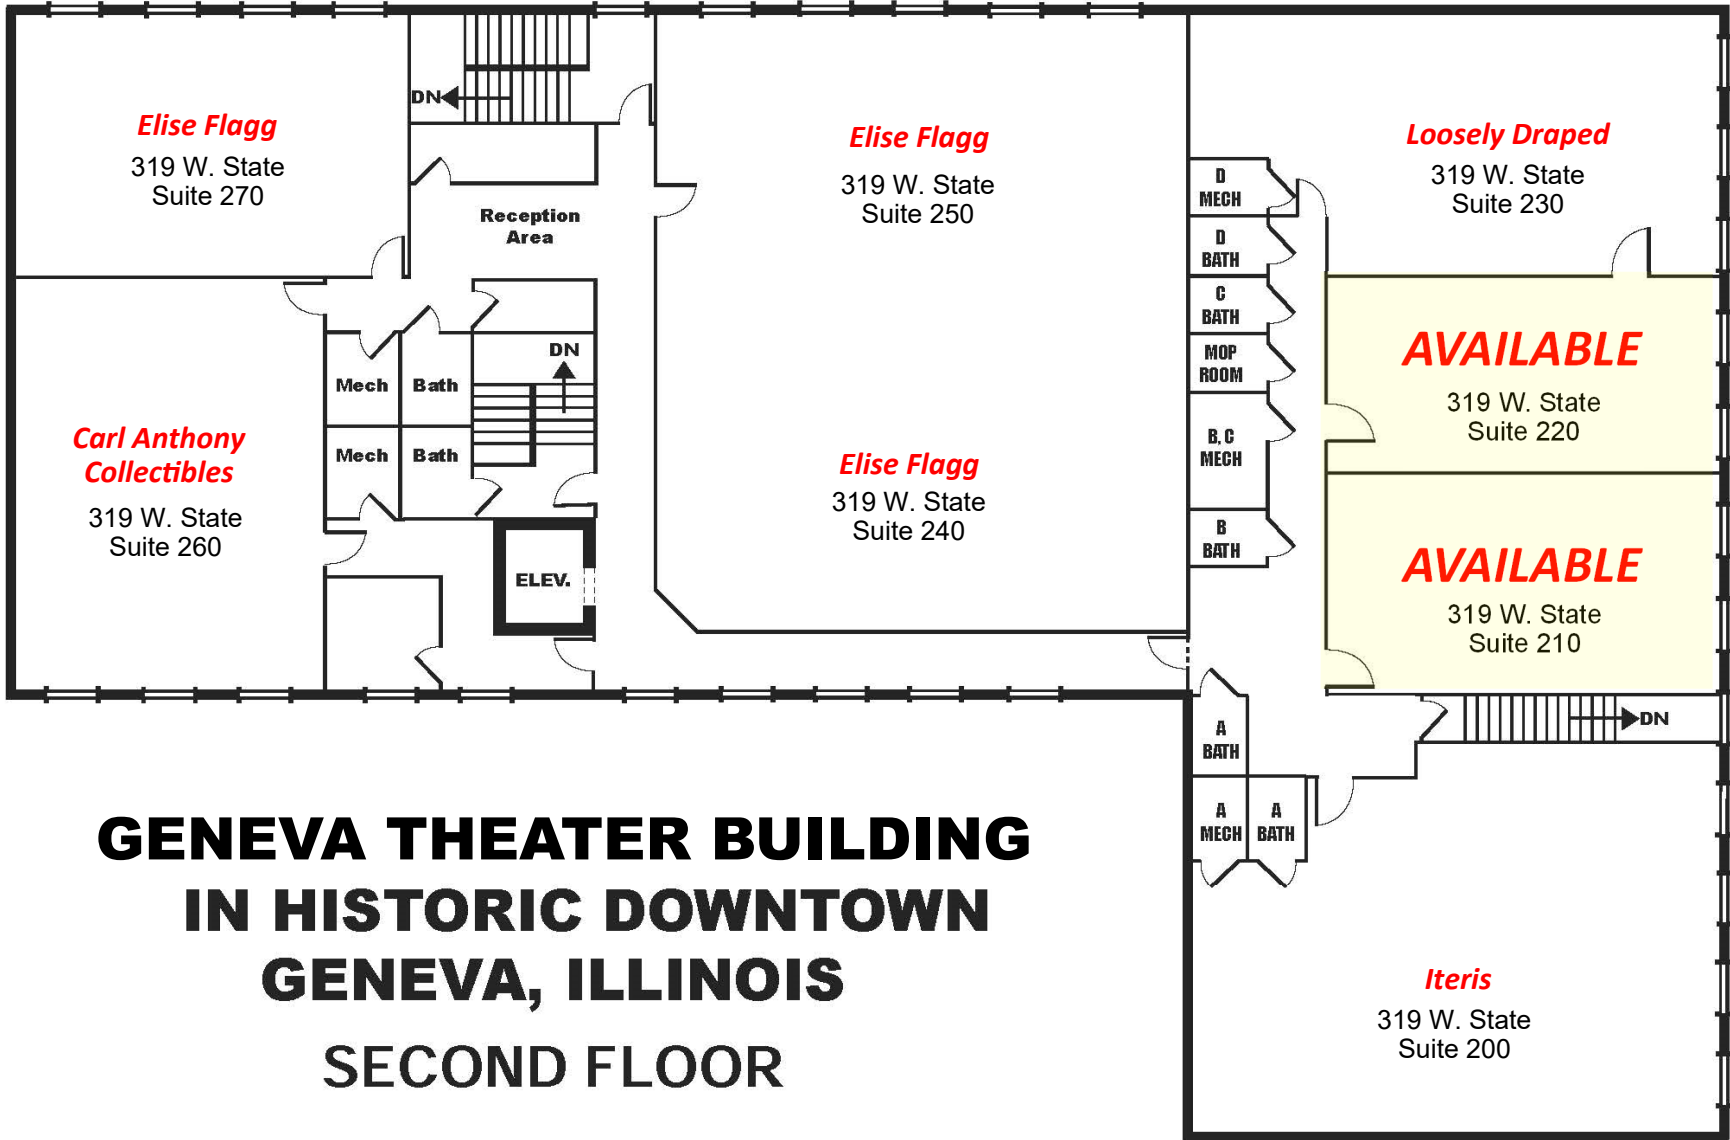 Elise Flagg
319 W. State
Suite 270
DN
Reception
Area
Elise Flagg
319 W. State
Suite 250
Loosely Draped
319 W. State
Suite 230
D
MECH
D
BATH
C
BATH
MOP
ROOM
B, C
MECH
B
BATH
AVAILABLE
319 W. State
Suite 220
Carl Anthony
Collectibles
319 W. State
Suite 260
Mech
Bath
DN
Mech
Bath
ELEV.
Elise Flagg
319 W. State
Suite 240
AVAILABLE
319 W. State
Suite 210
DN
A
BATH
A
MECH
A
BATH
Iteris
319 W. State
Suite 200
GENEVA THEATER BUILDING
IN HISTORIC DOWNTOWN
GENEVA, ILLINOIS
SECOND FLOOR